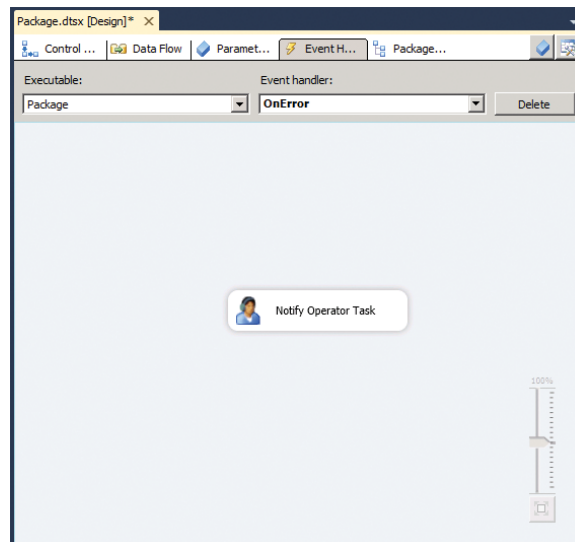 Package.dtsx [Design]*
Control ... Data Flow Paramet... Event H... Package...
Executable: Event handler:
Package OnError Delete
Notify Operator Task
100%